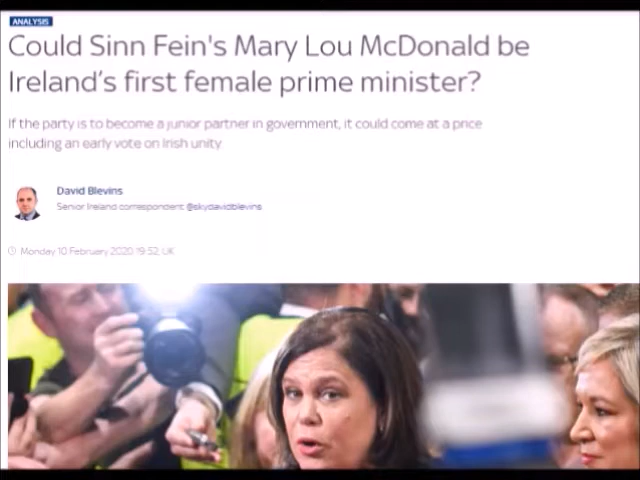 ANALYSIS
Could Sinn Fein's Mary Lou McDonald be
Ireland's first female prime minister?
If the party is to become a junior partner in government, it could come at a price
including an early vote on Irish unity
David Blevins
Senior Ireland correspondent @skydavidblevins
Monday 10 February 2020 19:52, UK